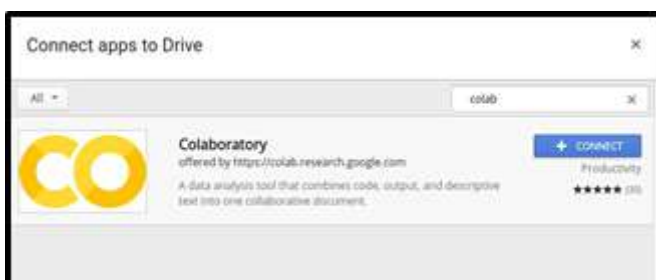 Connect apps to Drive ×
All colab ×
CO Colaboratory + CONNECT
offered by https://colab.research.google.com Productivity
A data analysis tool that combines code, output, and descriptive
text into one collaborative document.